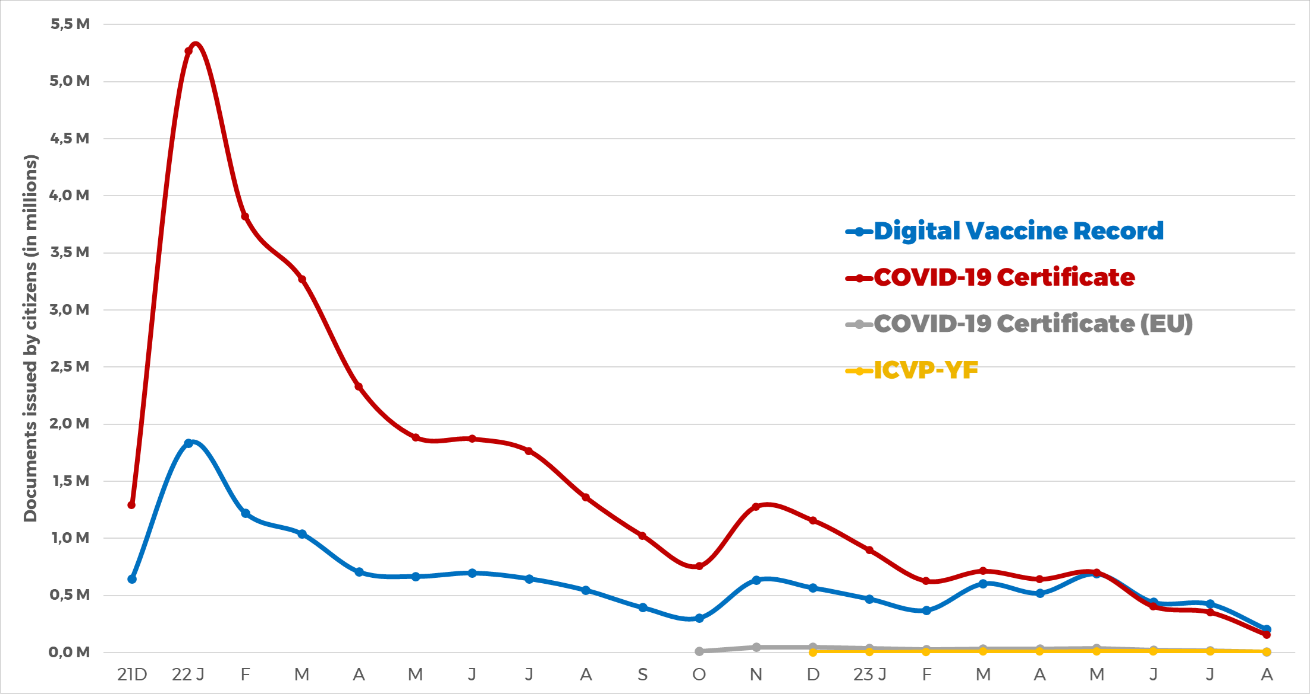 5,5 M
5,0 M
4,5 M
4,0 M
3,5 M
3,0 M
2,5 M
2,0 M
1,5 M
1,0 M
0,5 M
0,0 M
Documents issued by citizens (in millions)
Digital Vaccine Record
COVID-19 Certificate
COVID-19 Certificate (EU)
ICVP-YF
21D 22 J F M A M J J A S O N D 23 J F M A M J J A